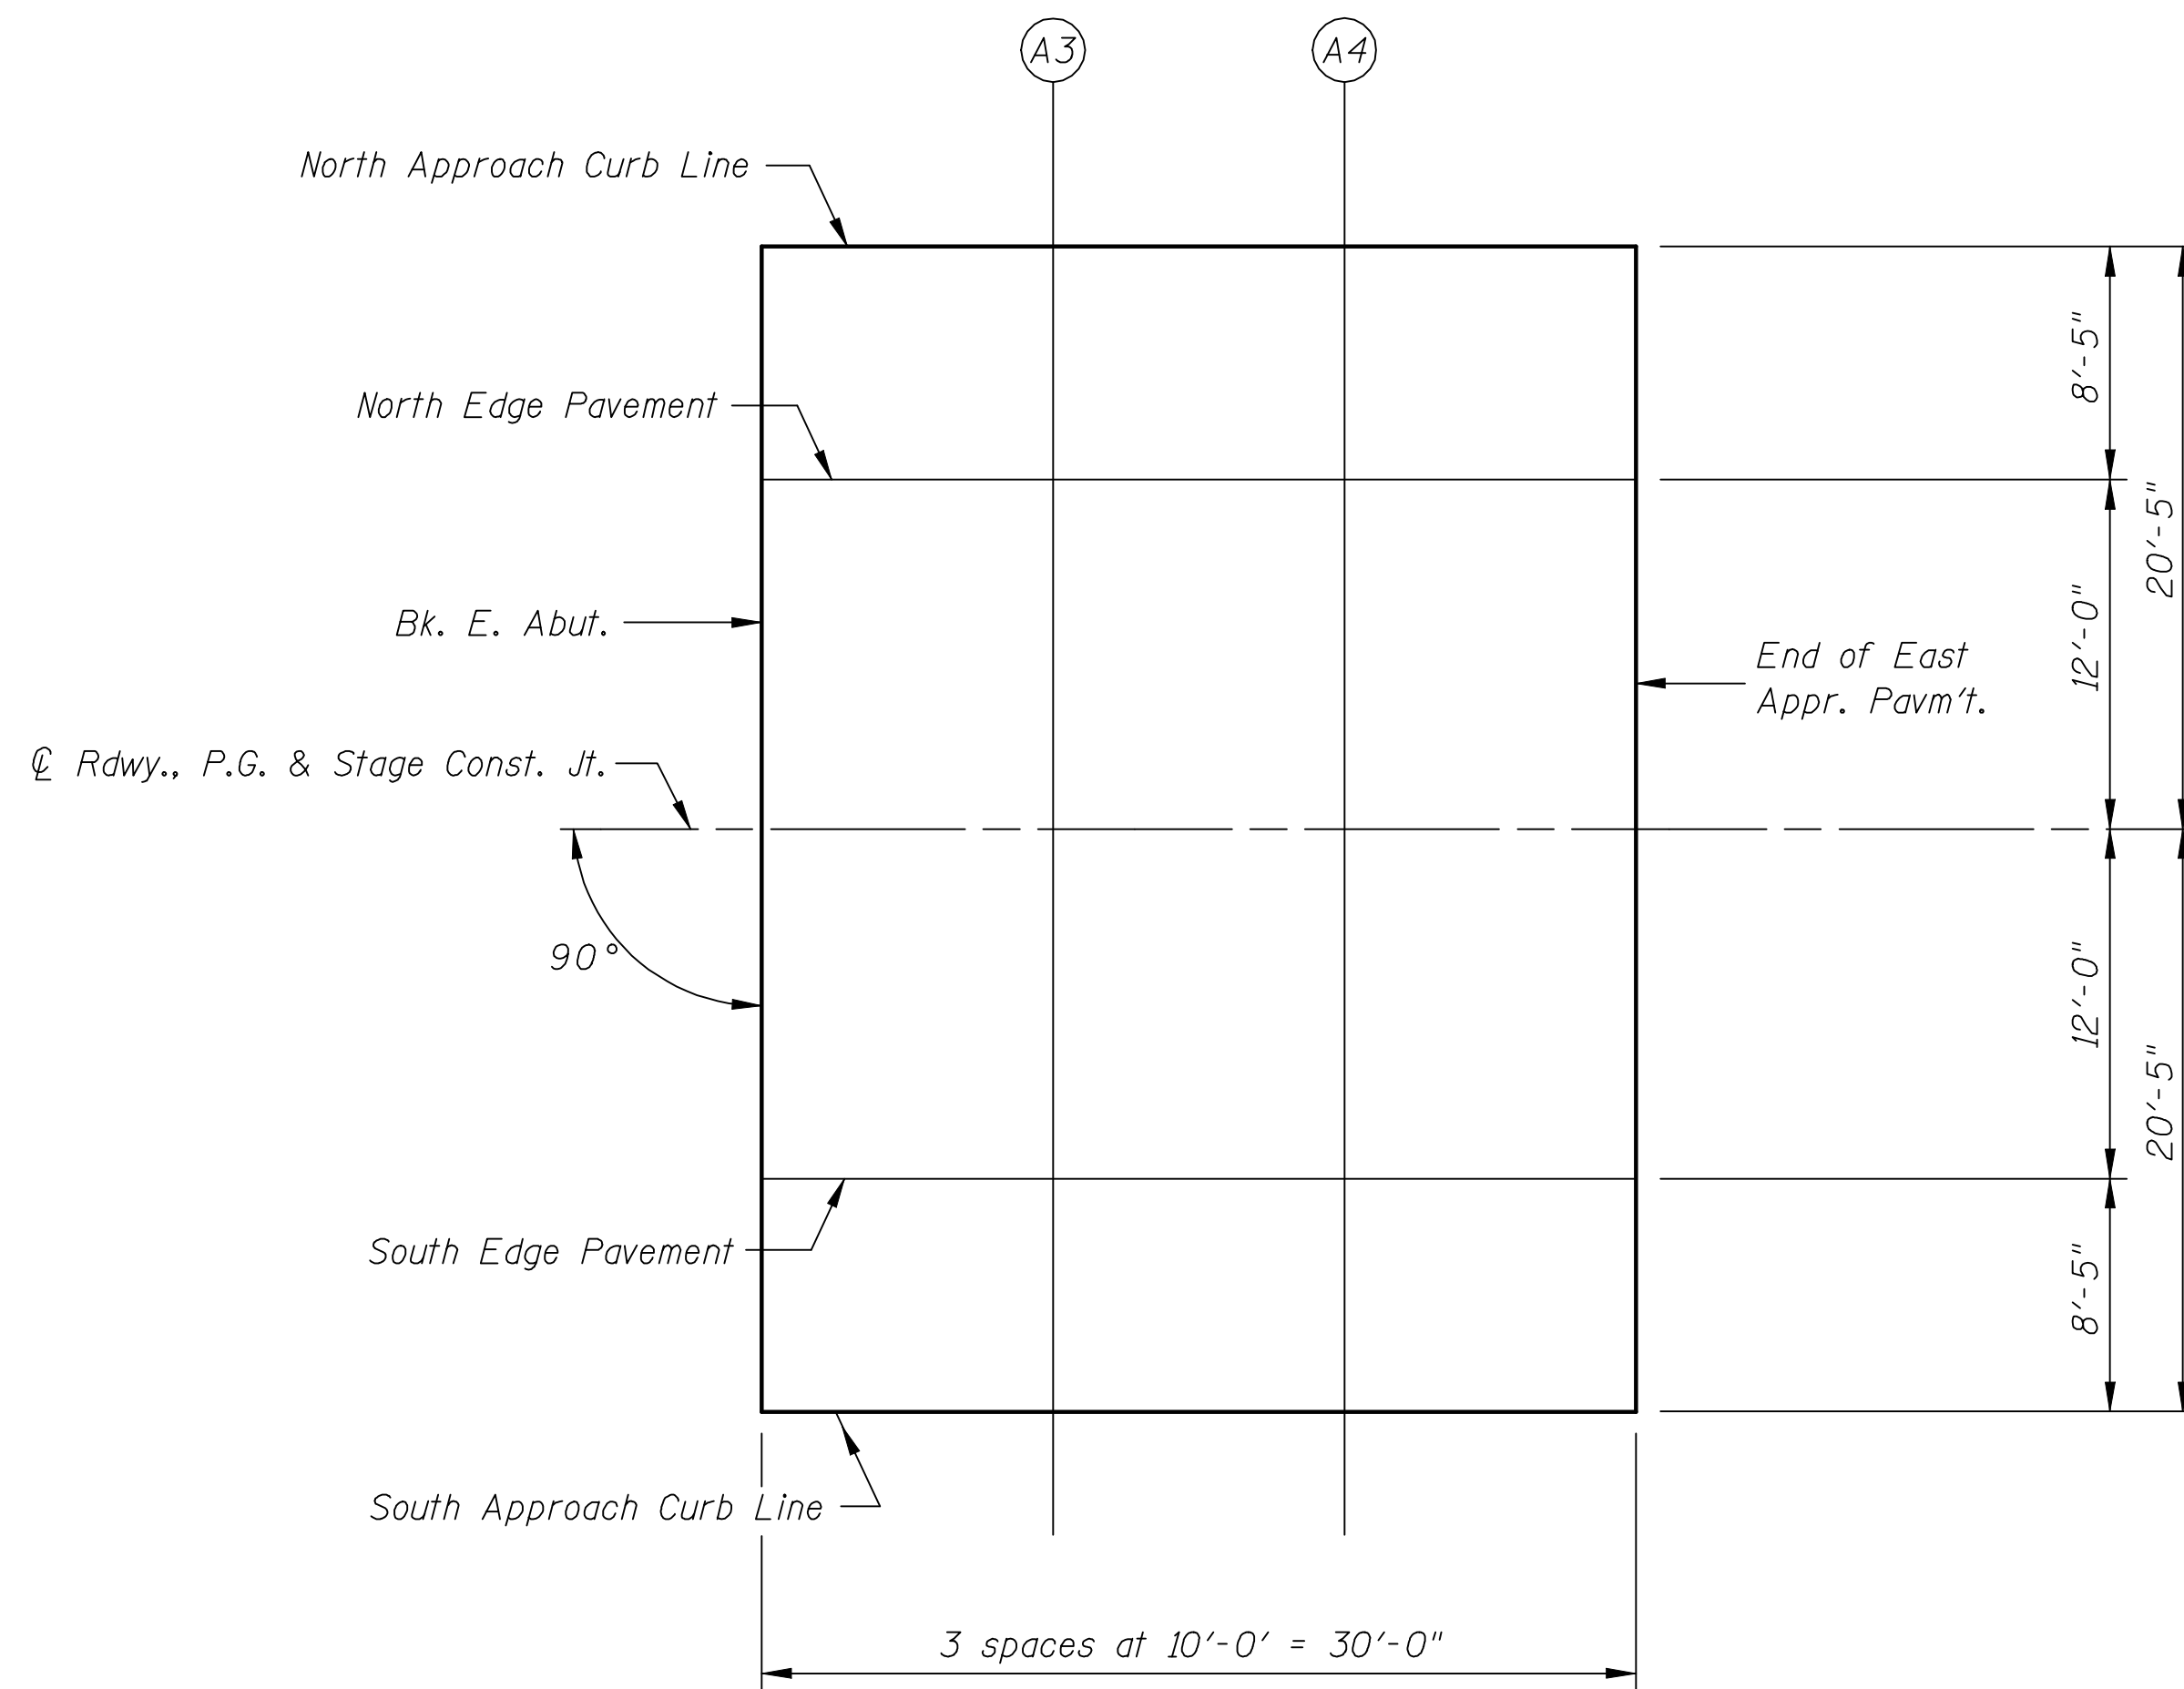 A3
A4
North Approach Curb Line
8'-5"
North Edge Pavement
20'-5"
12'-0"
Bk. E. Abut.
End of East
Appr. Pavm't.
℄ Rdwy., P.G. & Stage Const. Jt.
90°
12'-0"
20'-5"
South Edge Pavement
8'-5"
South Approach Curb Line
3 spaces at 10'-0' = 30'-0"